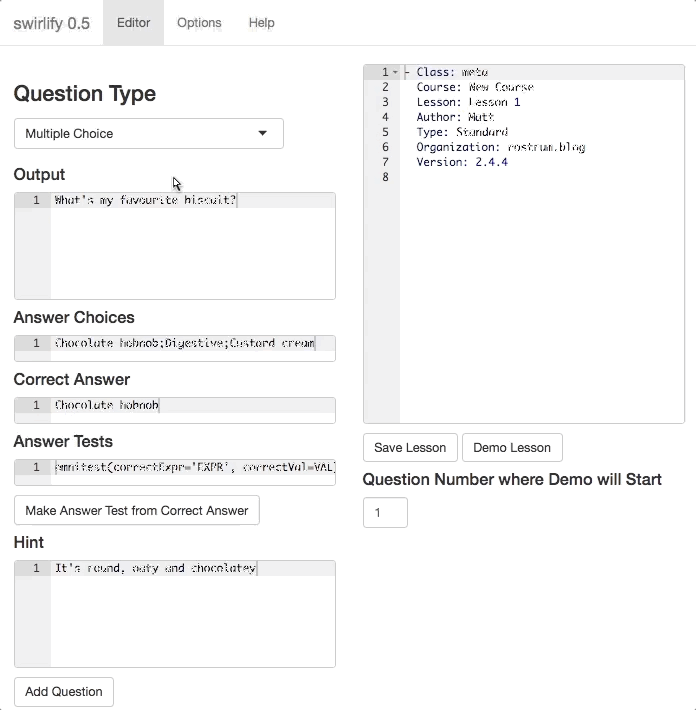 swirlify 0.5 Editor Options Help
Question Type
Multiple Choice
Output
1 What's my favourite biscuit?
Answer Choices
1 Chocolate hobnob;Digestive;Custard cream
Correct Answer
1 Chocolate hobnob
Answer Tests
1 omnitest(correctExpr='EXPR', correctVal=VAL)
Make Answer Test from Correct Answer
Hint
1 It's round, oaty and chocolatey
Add Question
1 - Class: meta
2 Course: New Course
3 Lesson: Lesson 1
4 Author: Matt
5 Type: Standard
6 Organization: rostrum.blog
7 Version: 2.4.4
8
Save Lesson Demo Lesson
Question Number where Demo will Start
1